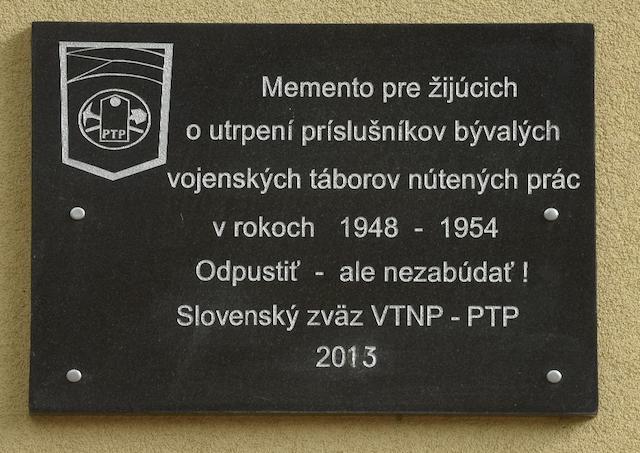 PTP
Memento pre žijúcich
o utrpení príslušníkov bývalých
vojenských táborov nútených prác
v rokoch 1948 - 1954
Odpustiť - ale nezabúdať !
Slovenský zväz VTNP - PTP
2013